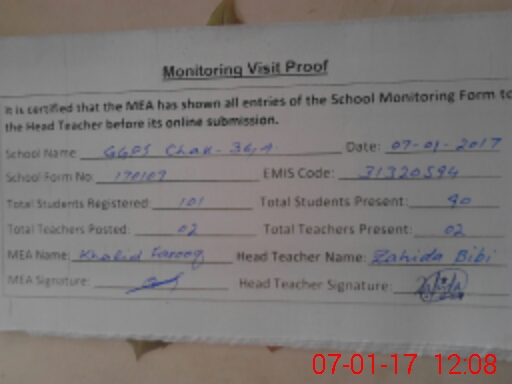 Monitoring Visit Proof
It is certified that the MEA has shown all entries of the School Monitoring Form to
the Head Teacher before its online submission.
School Name GGPS Chak-36/A Date: 07-01-2017
School Form No: 170107 EMIS Code: 31320594
Total Students Registered: 101 Total Students Present: 90
Total Teachers Posted: 02 Total Teachers Present: 02
MEA Name: Khalid Farooq Head Teacher Name: Zahida Bibi
MEA Signature: Head Teacher Signature:
07-01-17 12:08